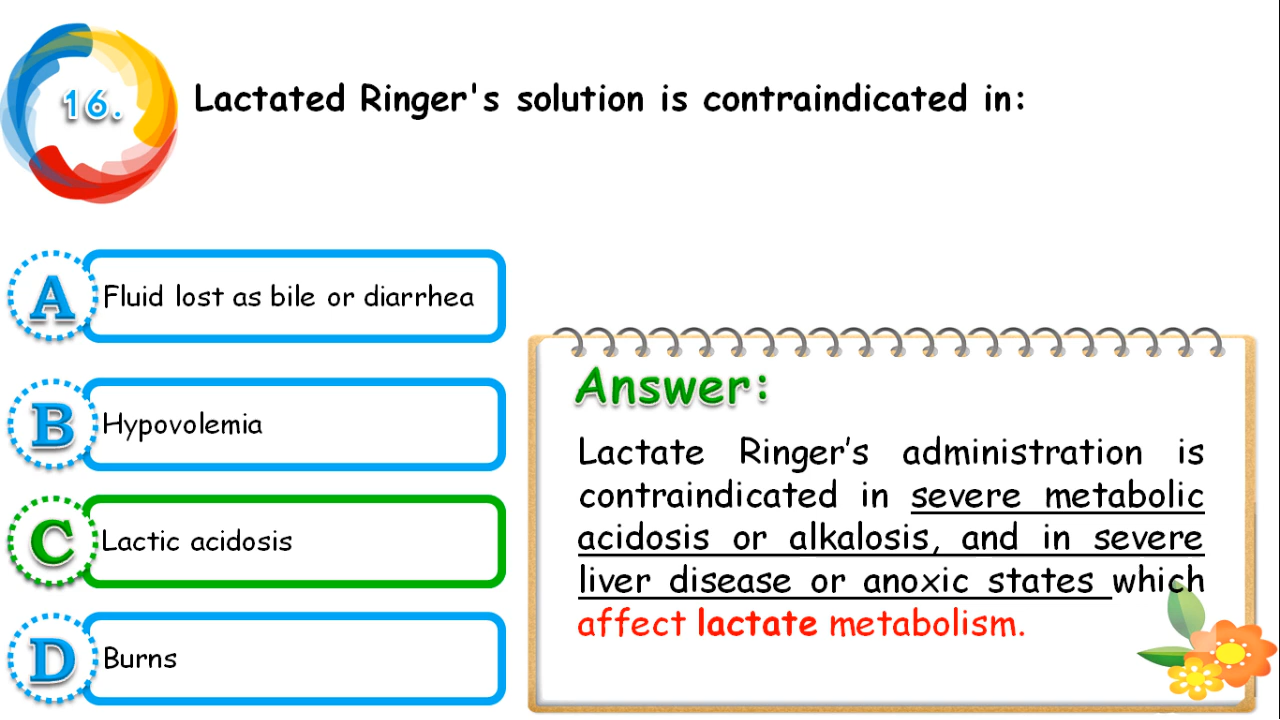 16.
Lactated Ringer's solution is contraindicated in:
A
Fluid lost as bile or diarrhea
B
Hypovolemia
C
Lactic acidosis
D
Burns
Answer:
Lactate Ringer’s administration is
contraindicated in severe metabolic
acidosis or alkalosis, and in severe
liver disease or anoxic states which
affect lactate metabolism.